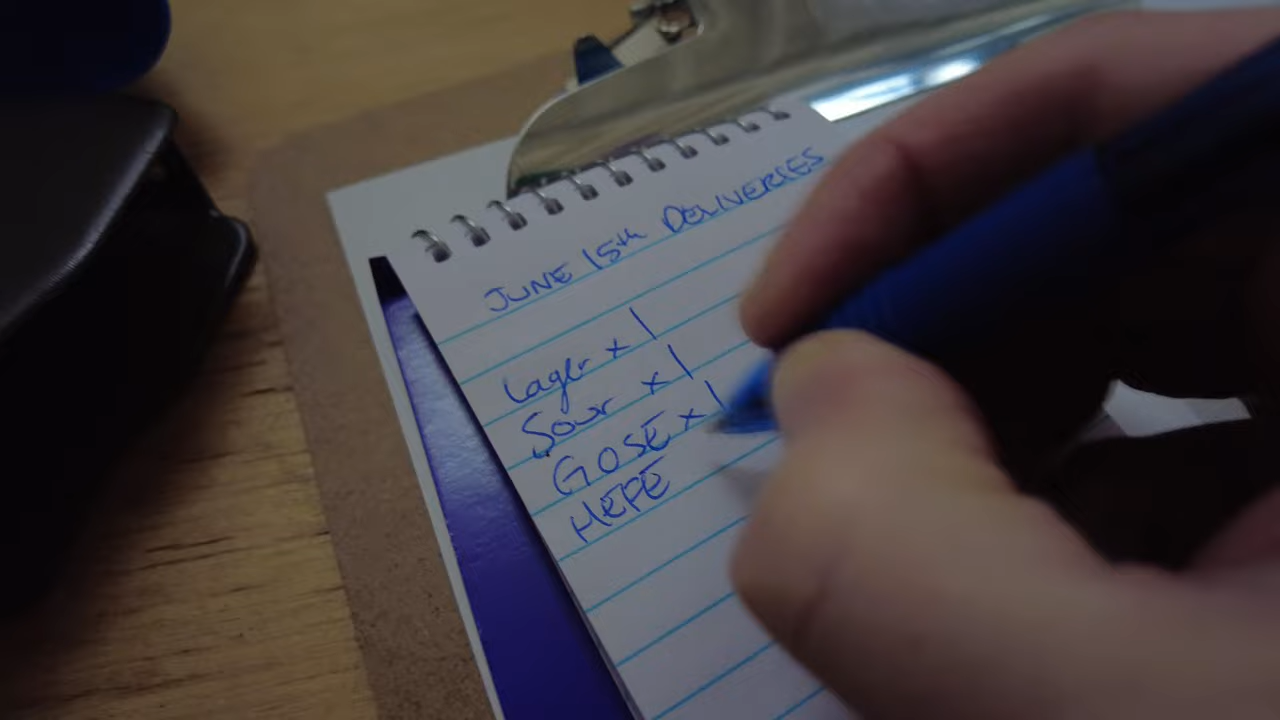 JUNE 15th DELIVERIES
Lager x 1
Sour x 1
GOSE x 1
HEFE